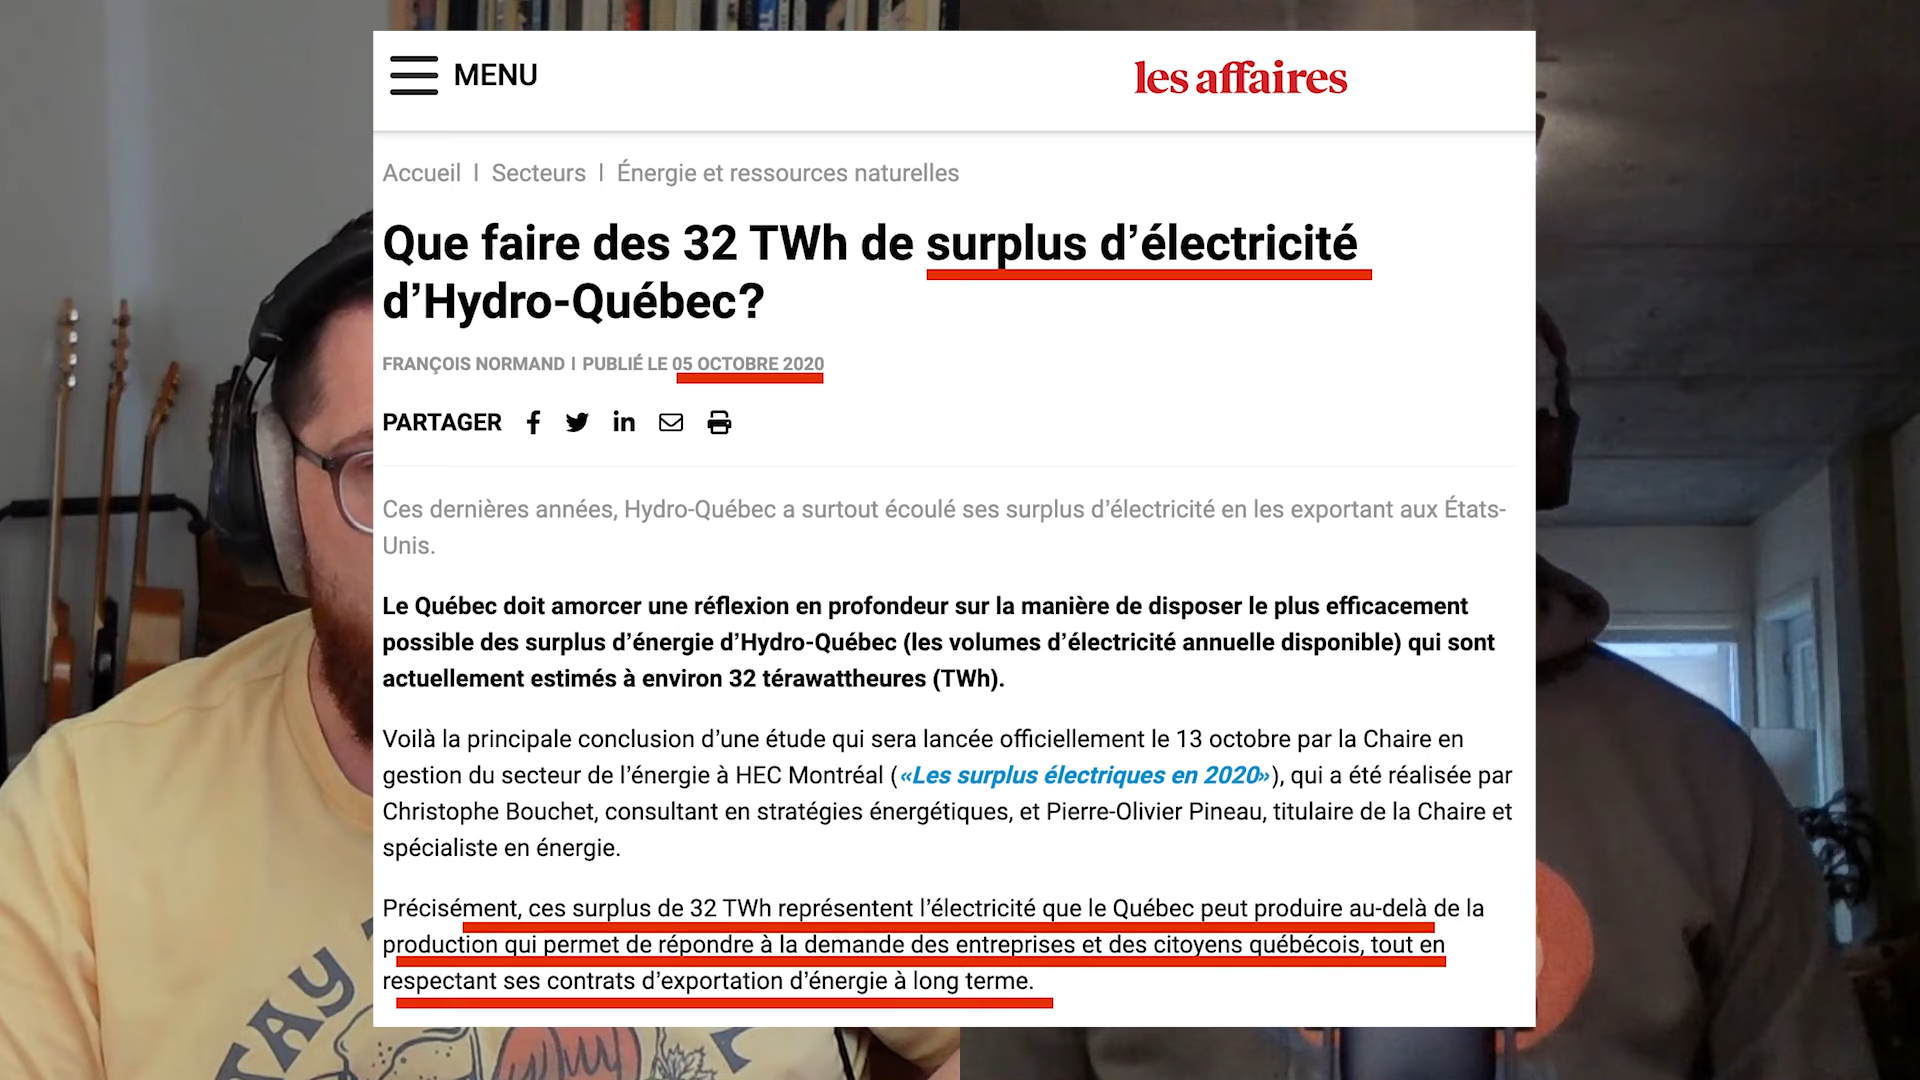 MENU
les affaires
Accueil | Secteurs | Énergie et ressources naturelles
Que faire des 32 TWh de surplus d’électricité
d’Hydro-Québec?
FRANÇOIS NORMAND | PUBLIÉ LE 05 OCTOBRE 2020
PARTAGER
Ces dernières années, Hydro-Québec a surtout écoulé ses surplus d’électricité en les exportant aux États-
Unis.
Le Québec doit amorcer une réflexion en profondeur sur la manière de disposer le plus efficacement
possible des surplus d’énergie d’Hydro-Québec (les volumes d’électricité annuelle disponible) qui sont
actuellement estimés à environ 32 térawattheures (TWh).
Voilà la principale conclusion d’une étude qui sera lancée officiellement le 13 octobre par la Chaire en
gestion du secteur de l’énergie à HEC Montréal («Les surplus électriques en 2020»), qui a été réalisée par
Christophe Bouchet, consultant en stratégies énergétiques, et Pierre-Olivier Pineau, titulaire de la Chaire et
spécialiste en énergie.
Précisément, ces surplus de 32 TWh représentent l’électricité que le Québec peut produire au-delà de la
production qui permet de répondre à la demande des entreprises et des citoyens québécois, tout en
respectant ses contrats d’exportation d’énergie à long terme.